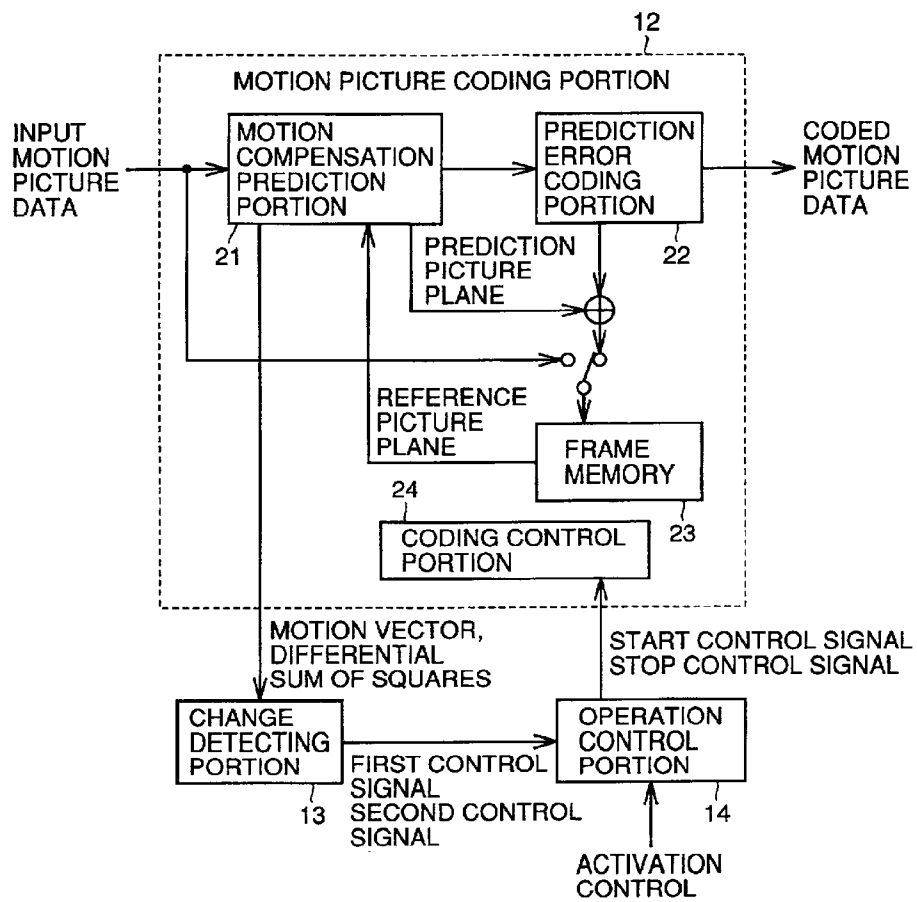 12
MOTION PICTURE CODING PORTION
INPUT
MOTION
PICTURE
DATA
MOTION
COMPENSATION
PREDICTION
PORTION
21
PREDICTION
ERROR
CODING
PORTION
22
CODED
MOTION
PICTURE
DATA
PREDICTION
PICTURE
PLANE
REFERENCE
PICTURE
PLANE
FRAME
MEMORY
23
24
CODING CONTROL
PORTION
MOTION VECTOR,
DIFFERENTIAL
SUM OF SQUARES
START CONTROL SIGNAL
STOP CONTROL SIGNAL
CHANGE
DETECTING
PORTION
13
FIRST CONTROL
SIGNAL
SECOND CONTROL
SIGNAL
OPERATION
CONTROL
PORTION
14
ACTIVATION
CONTROL